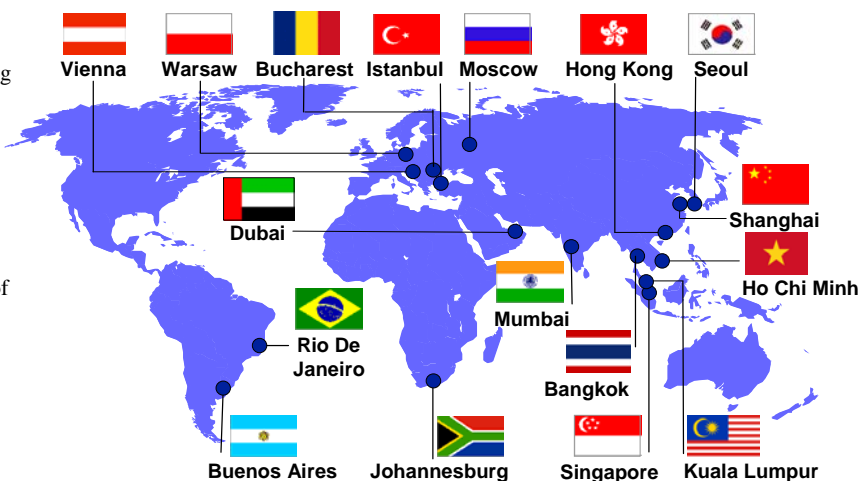 Vienna Warsaw Bucharest Istanbul Moscow Hong Kong Seoul
g
Shanghai
Dubai
of
Ho Chi Minh
Mumbai
Rio De
Janeiro
Bangkok
Buenos Aires Johannesburg Singapore Kuala Lumpur